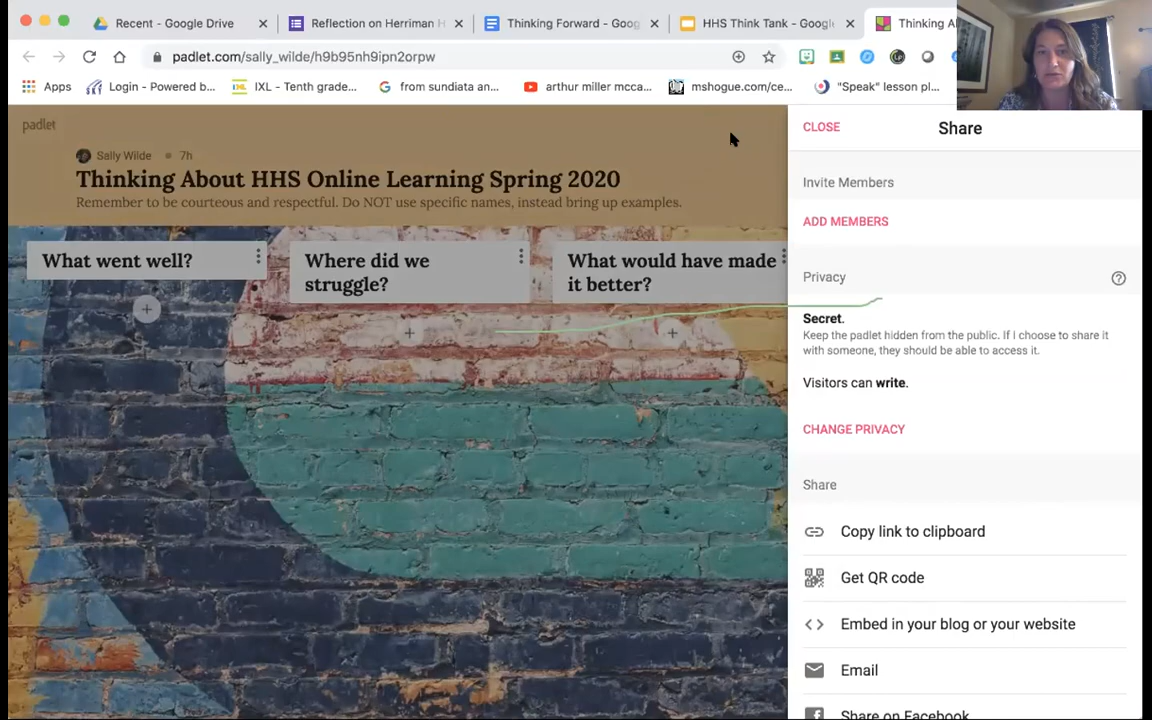 Recent - Google Drive
Reflection on Herriman H
Thinking Forward - Goog
HHS Think Tank - Google
Thinking Al
padlet.com/sally_wilde/h9b95nh9ipn2orpw
Apps
Login - Powered b...
IXL - Tenth grade...
from sundiata an...
arthur miller mcca...
mshogue.com/ce...
"Speak" lesson pl...
padlet
Sally Wilde • 7h
Thinking About HHS Online Learning Spring 2020
Remember to be courteous and respectful. Do NOT use specific names, instead bring up examples.
What went well?
Where did we
struggle?
What would have made
it better?
CLOSE
Share
Invite Members
ADD MEMBERS
Privacy
Secret.
Keep the padlet hidden from the public. If I choose to share it
with someone, they should be able to access it.
Visitors can write.
CHANGE PRIVACY
Share
Copy link to clipboard
Get QR code
Embed in your blog or your website
Email
Share on Facebook